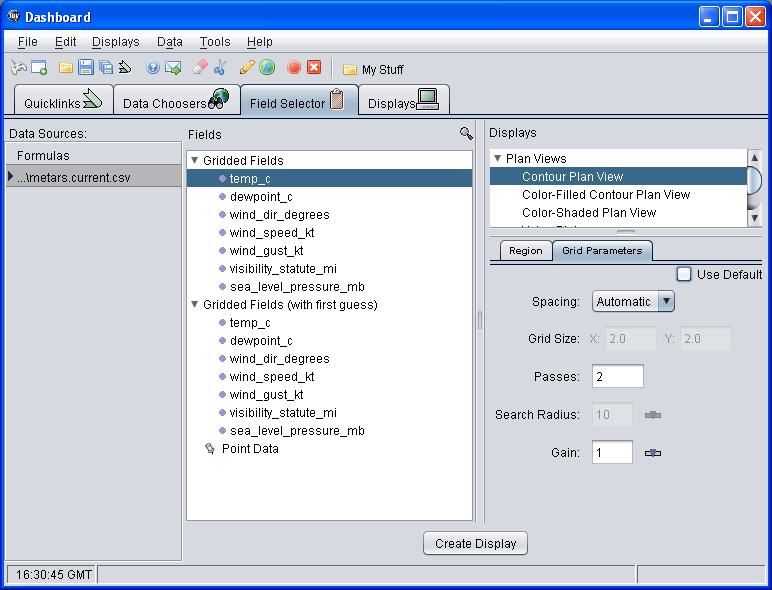 Dashboard
File Edit Displays Data Tools Help
My Stuff
Quicklinks Data Choosers Field Selector Displays
Data Sources:
Formulas
...\metars.current.csv
Fields
Gridded Fields
temp_c
dewpoint_c
wind_dir_degrees
wind_speed_kt
wind_gust_kt
visibility_statute_mi
sea_level_pressure_mb
Gridded Fields (with first guess)
temp_c
dewpoint_c
wind_dir_degrees
wind_speed_kt
wind_gust_kt
visibility_statute_mi
sea_level_pressure_mb
Point Data
Displays
Plan Views
Contour Plan View
Color-Filled Contour Plan View
Color-Shaded Plan View
Region Grid Parameters
Use Default
Spacing: Automatic
Grid Size: X: 2.0 Y: 2.0
Passes: 2
Search Radius: 10
Gain: 1
Create Display
16:30:45 GMT